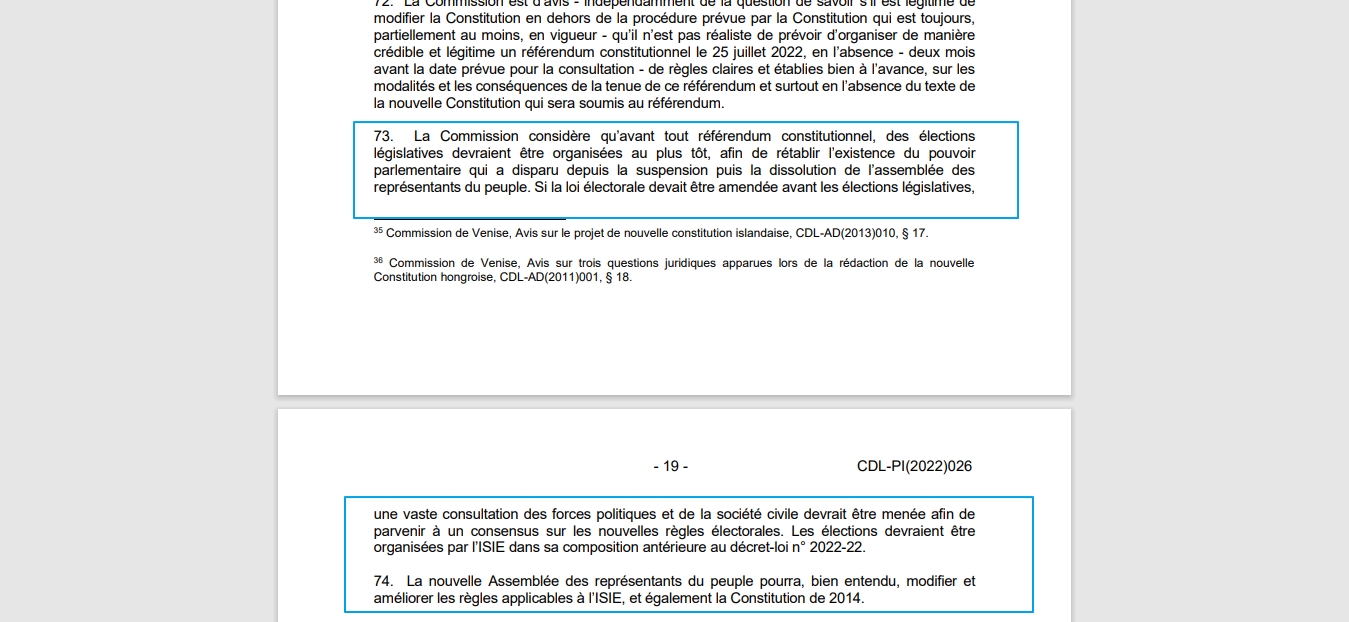 72. La Commission est d'avis - indépendamment de la question de savoir s'il est légitime de
modifier la Constitution en dehors de la procédure prévue par la Constitution qui est toujours,
partiellement au moins, en vigueur - qu'il n'est pas réaliste de prévoir d'organiser de manière
crédible et légitime un référendum constitutionnel le 25 juillet 2022, en l'absence - deux mois
avant la date prévue pour la consultation - de règles claires et établies bien à l'avance, sur les
modalités et les conséquences de la tenue de ce référendum et surtout en l'absence du texte de
la nouvelle Constitution qui sera soumis au référendum.
73. La Commission considère qu'avant tout référendum constitutionnel, des élections
législatives devraient être organisées au plus tôt, afin de rétablir l'existence du pouvoir
parlementaire qui a disparu depuis la suspension puis la dissolution de l'assemblée des
représentants du peuple. Si la loi électorale devait être amendée avant les élections législatives,
35 Commission de Venise, Avis sur le projet de nouvelle constitution islandaise, CDL-AD(2013)010, § 17.
36 Commission de Venise, Avis sur trois questions juridiques apparues lors de la rédaction de la nouvelle
Constitution hongroise, CDL-AD(2011)001, § 18.
- 19 - CDL-PI(2022)026
une vaste consultation des forces politiques et de la société civile devrait être menée afin de
parvenir à un consensus sur les nouvelles règles électorales. Les élections devraient être
organisées par l'ISIE dans sa composition antérieure au décret-loi n° 2022-22.
74. La nouvelle Assemblée des représentants du peuple pourra, bien entendu, modifier et
améliorer les règles applicables à l'ISIE, et également la Constitution de 2014.